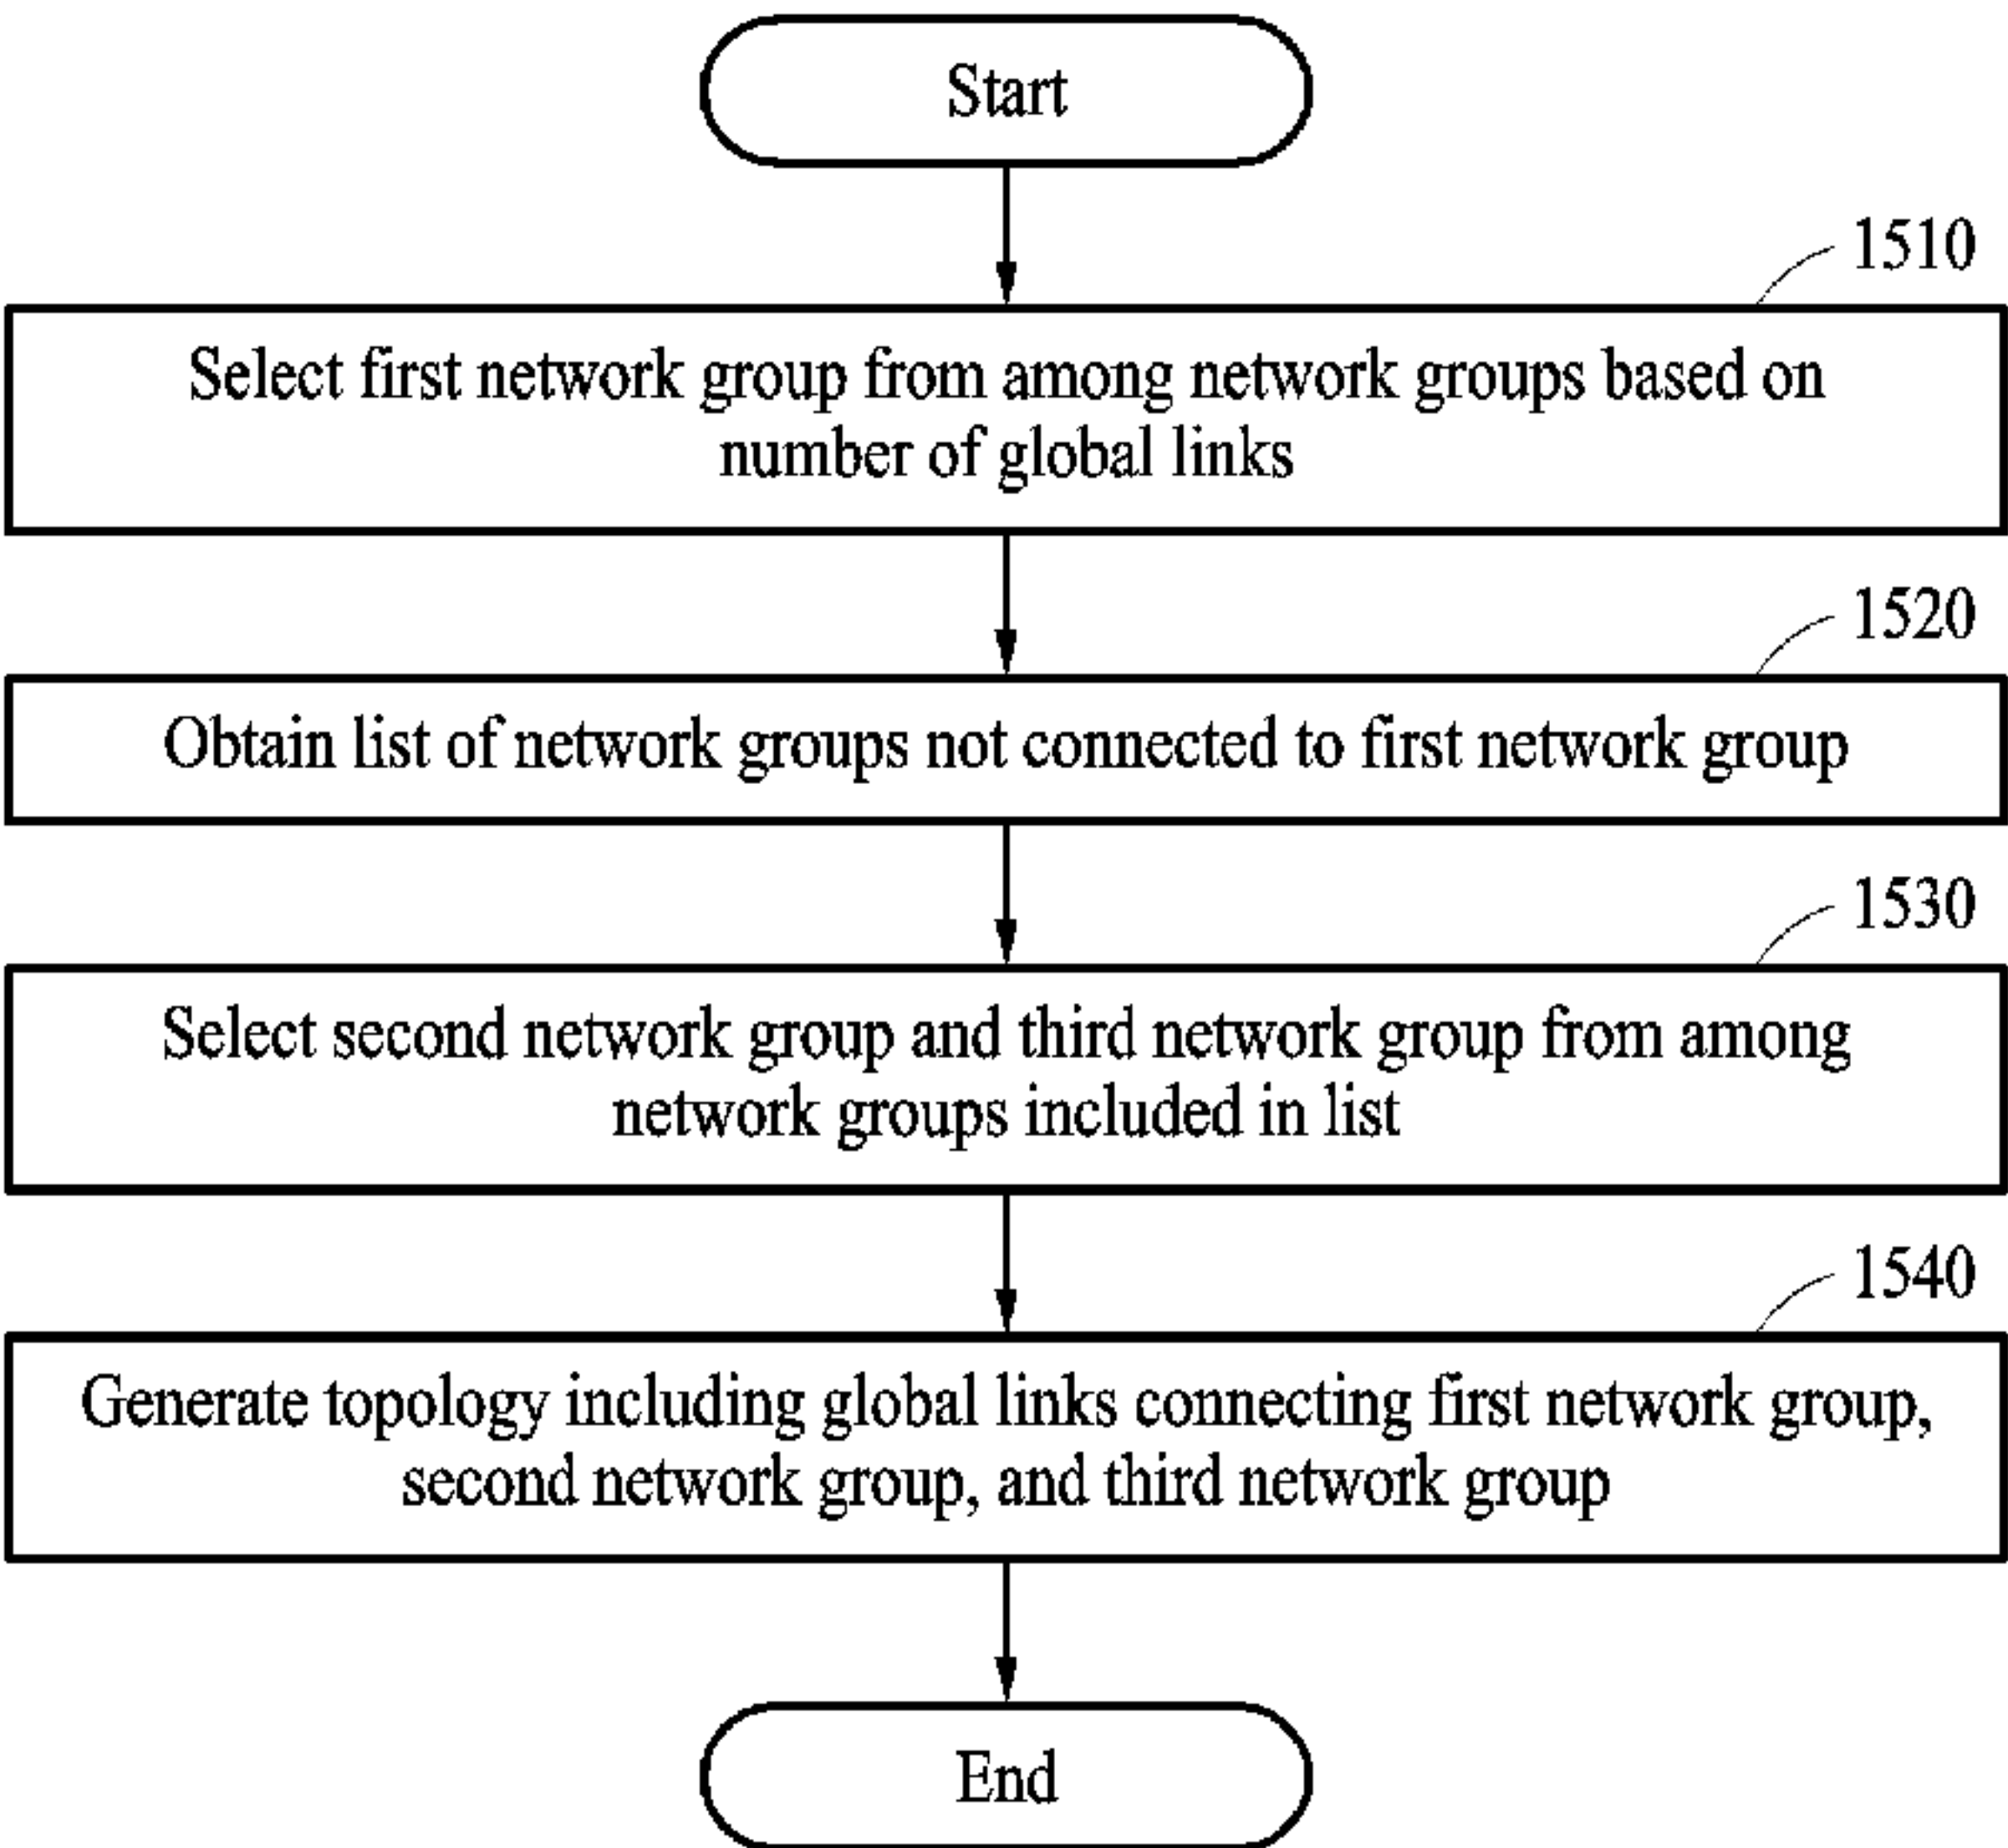 Start
1510
Select first network group from among network groups based on
number of global links
1520
Obtain list of network groups not connected to first network group
1530
Select second network group and third network group from among
network groups included in list
1540
Generate topology including global links connecting first network group,
second network group, and third network group
End